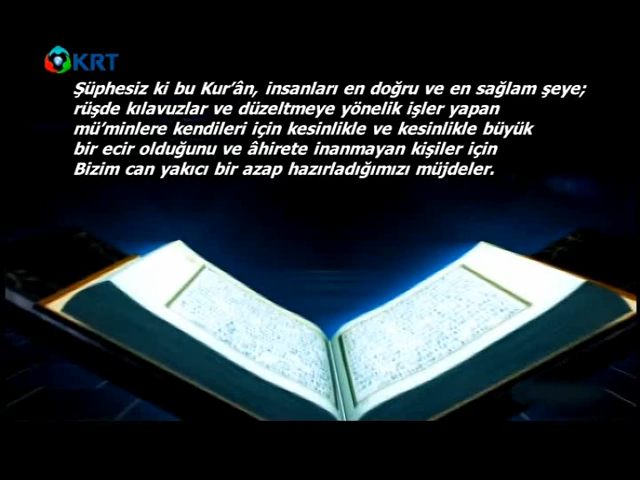 KRT
Şüphesiz ki bu Kur’ân, insanları en doğru ve en sağlam şeye;
rüşde kılavuzlar ve düzeltmeye yönelik işler yapan
mü’minlere kendileri için kesinlikle ve kesinlikle büyük
bir ecir olduğunu ve âhirete inanmayan kişiler için
Bizim can yakıcı bir azap hazırladığımızı müjdeler.